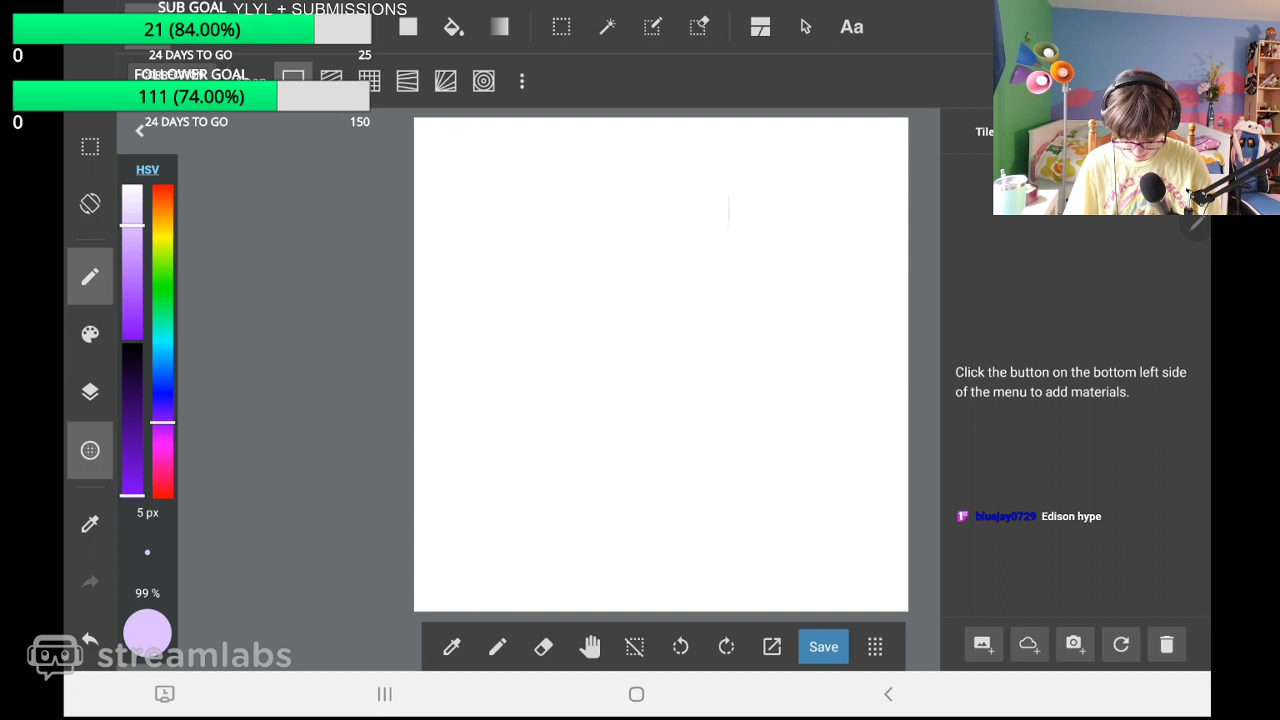 SUB GOAL
YLYL + SUBMISSIONS
21 (84.00%)
0
24 DAYS TO GO
25
FOLLOWER GOAL
111 (74.00%)
0
24 DAYS TO GO
150
Aa
Tile
HSV
5 px
99 %
Click the button on the bottom left side
of the menu to add materials.
bluejay0729 Edison hype
Save
streamlabs